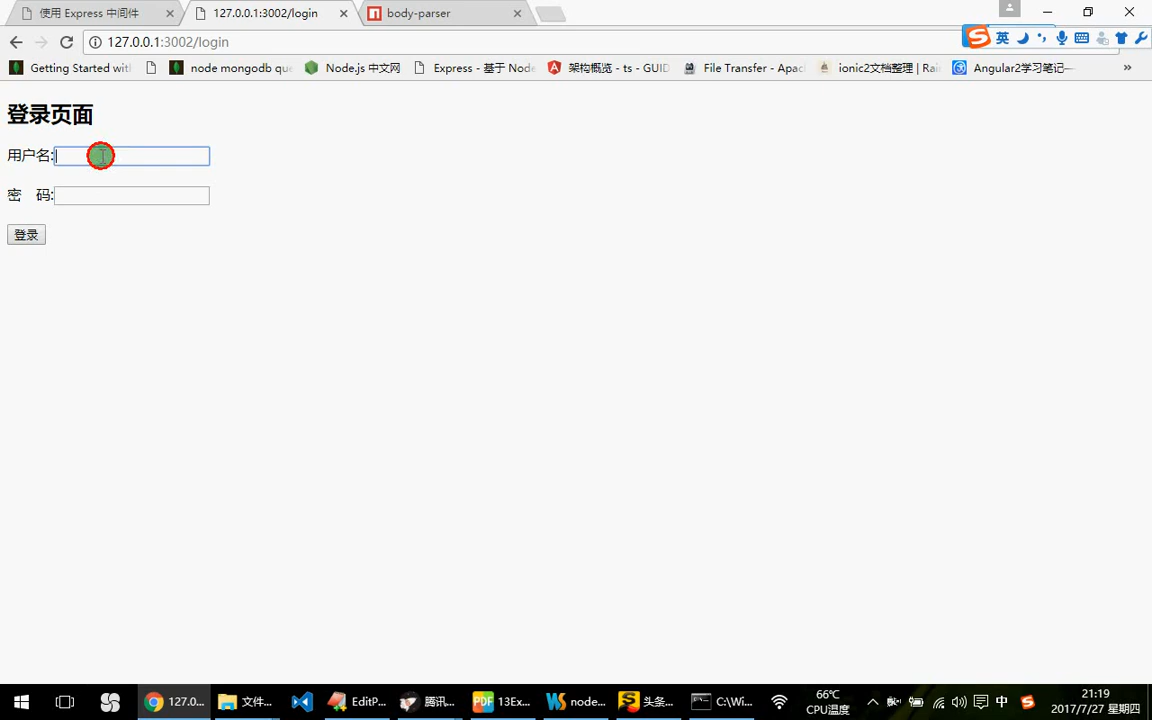 使用 Express 中间件
127.0.0.1:3002/login
body-parser
127.0.0.1:3002/login
英
Getting Started wit
node mongodb qu
Node.js 中文网
Express - 基于 Node
架构概览 - ts - GUID
File Transfer - Apac
ionic2文档整理 | Rai
Angular2学习笔记—
»
登录页面
用户名:
密 码:
登录
127.0...
文件...
EditP...
腾讯...
13Ex...
node...
头条...
C:\Wi...
66℃
CPU温度
中
21:19
2017/7/27 星期四